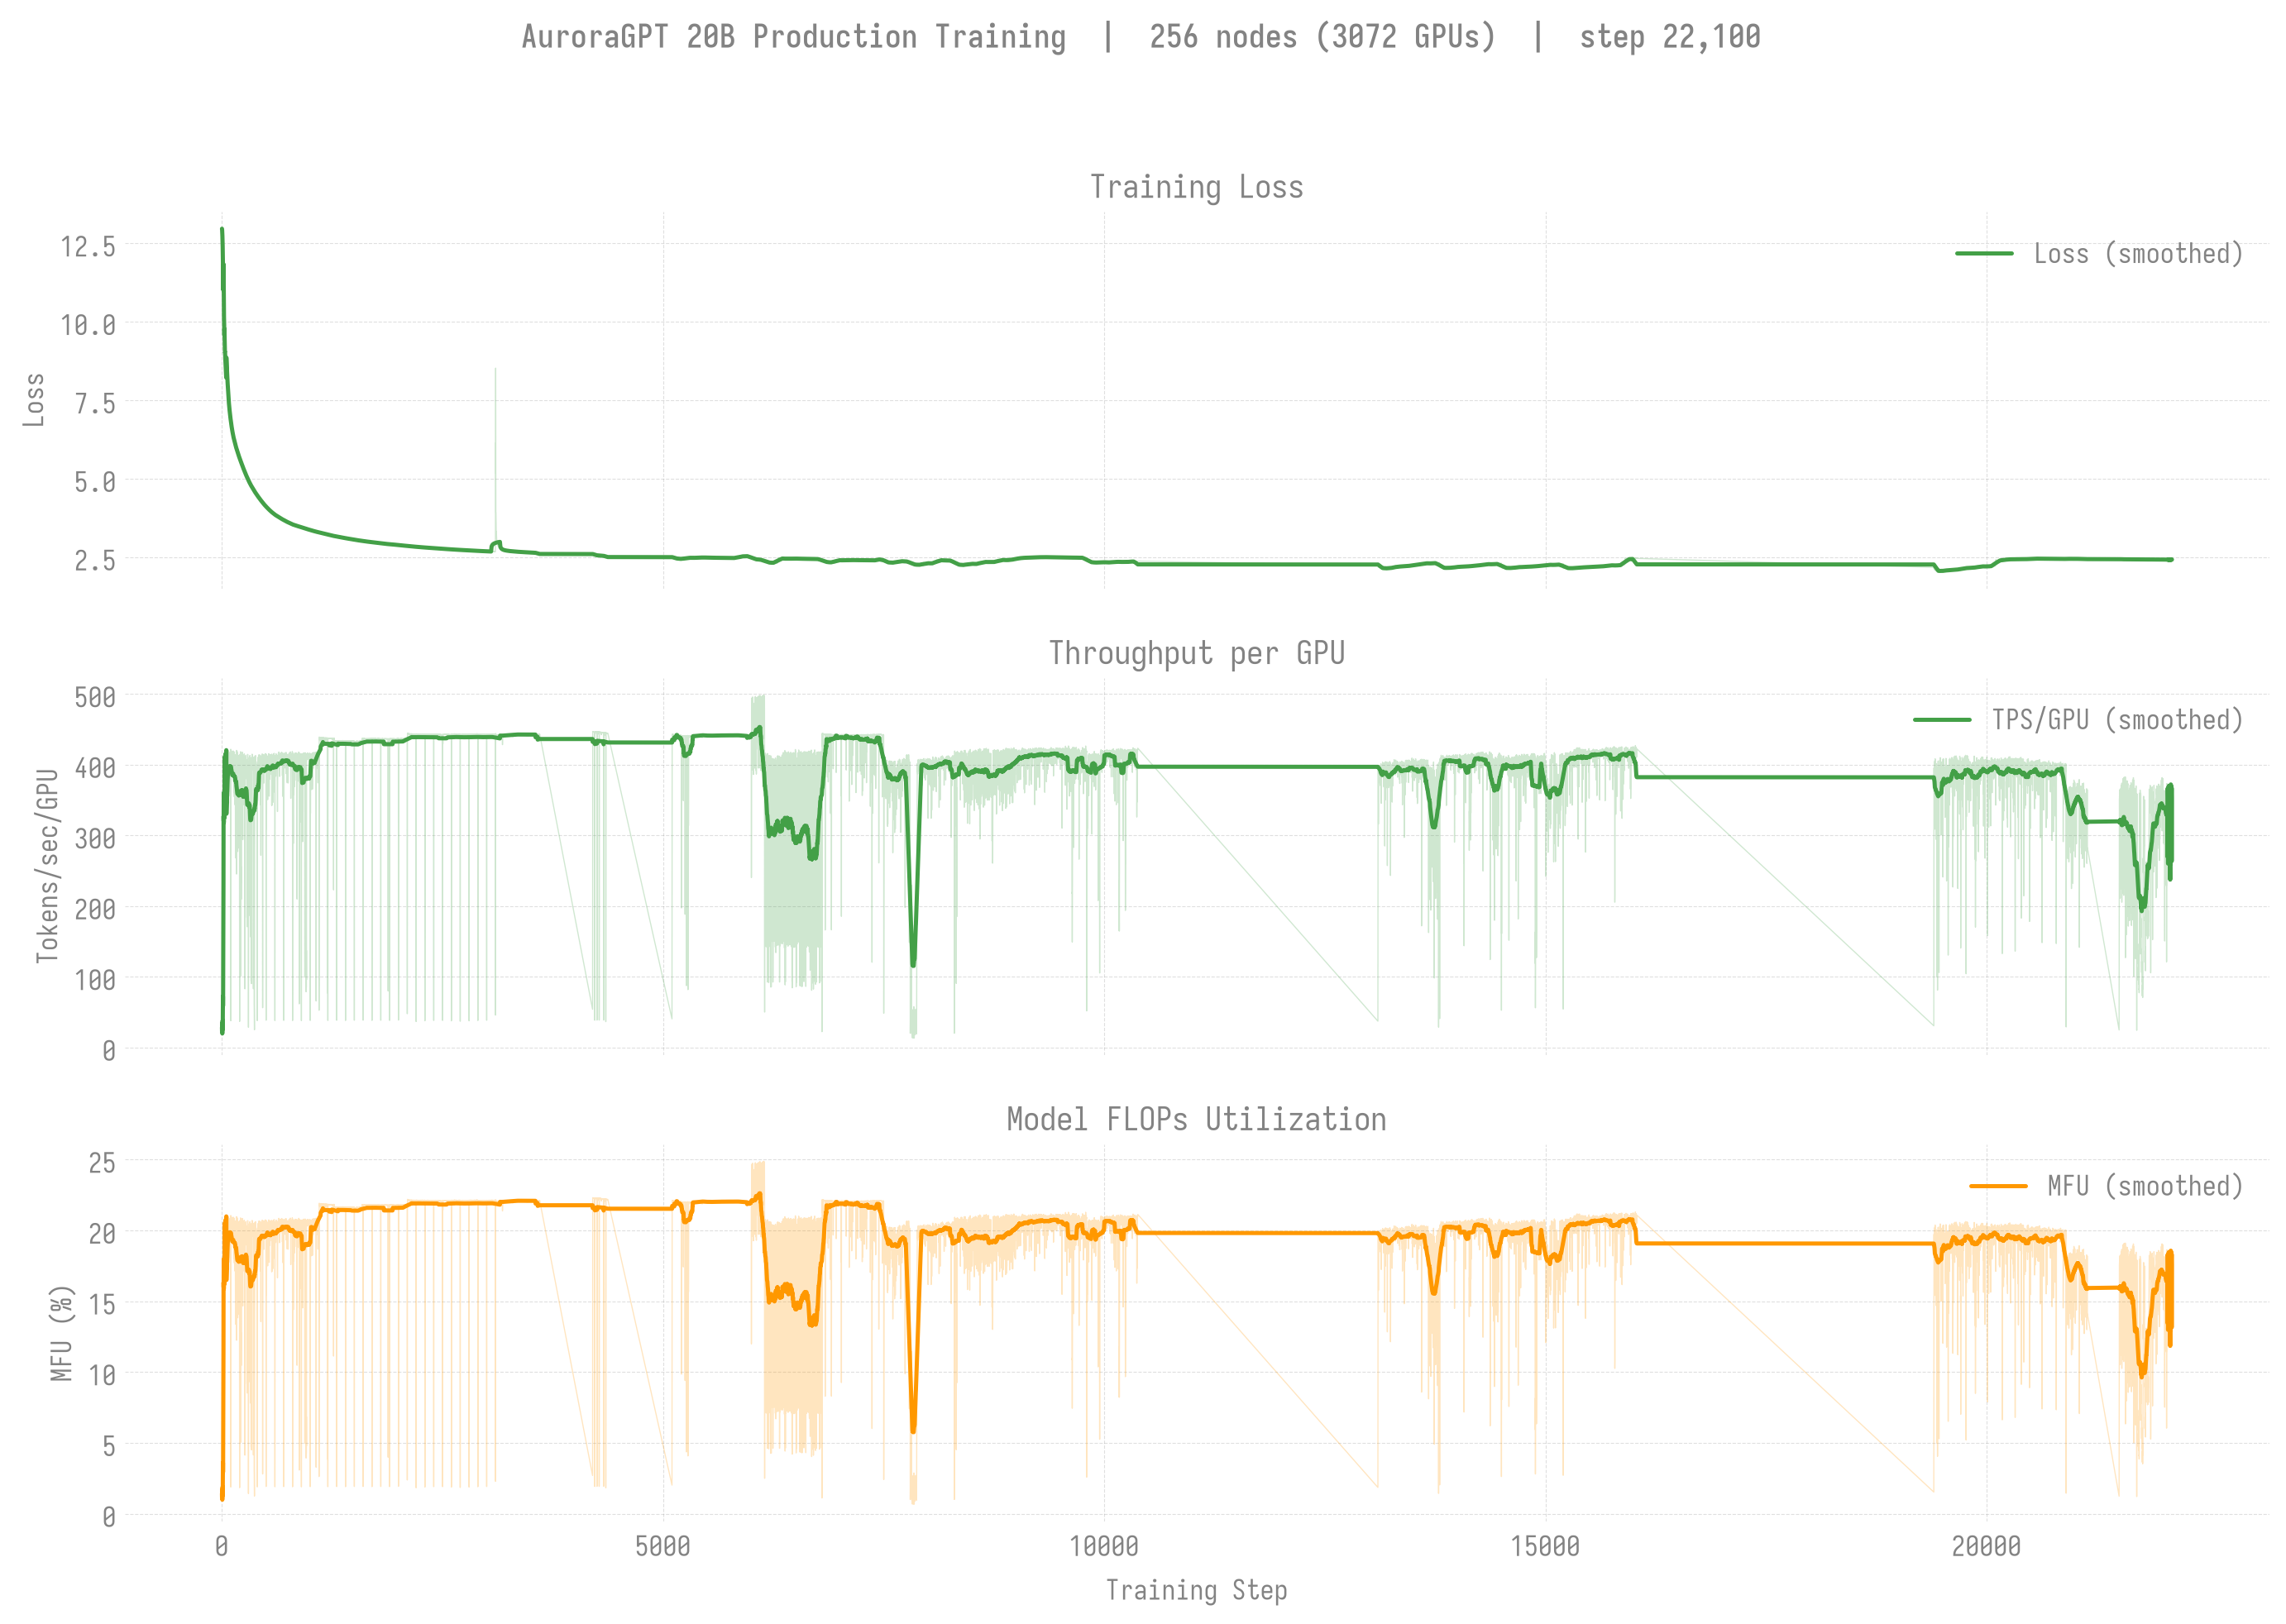 AuroraGPT 20B Production Training | 256 nodes (3072 GPUs) | step 22,100
Training Loss
Loss (smoothed)
Loss
12.5
10.0
7.5
5.0
2.5
Throughput per GPU
TPS/GPU (smoothed)
Tokens/sec/GPU
500
400
300
200
100
0
Model FLOPs Utilization
MFU (smoothed)
MFU (%)
25
20
15
10
5
0
0 5000 10000 15000 20000
Training Step